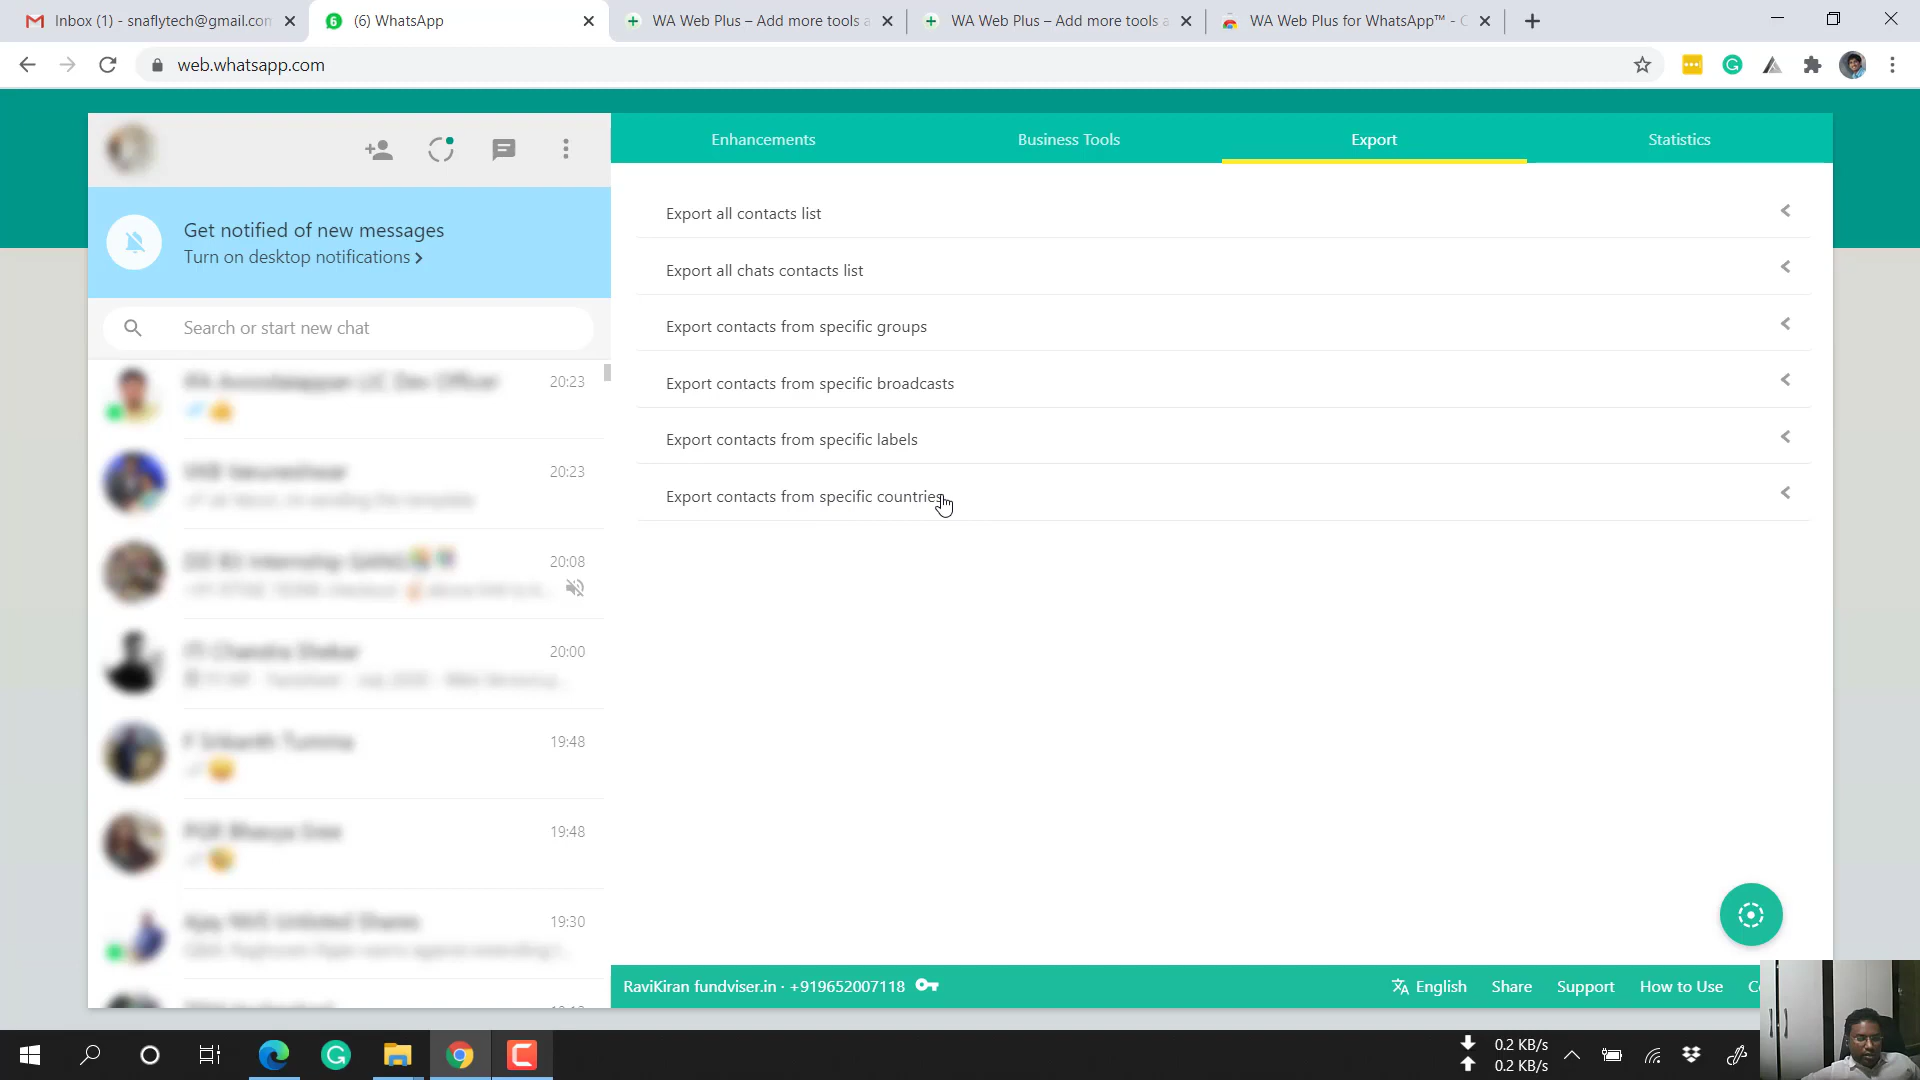 Inbox (1) - snaflytech@gmail.con
(6) WhatsApp
WA Web Plus – Add more tools a
WA Web Plus – Add more tools a
WA Web Plus for WhatsApp™ - C
web.whatsapp.com
Enhancements
Business Tools
Export
Statistics
Get notified of new messages
Turn on desktop notifications >
Search or start new chat
20:23
20:23
20:08
20:00
19:48
19:48
19:30
Export all contacts list
Export all chats contacts list
Export contacts from specific groups
Export contacts from specific broadcasts
Export contacts from specific labels
Export contacts from specific countries
RaviKiran fundviser.in · +919652007118
English
Share
Support
How to Use
0.2 KB/s
0.2 KB/s